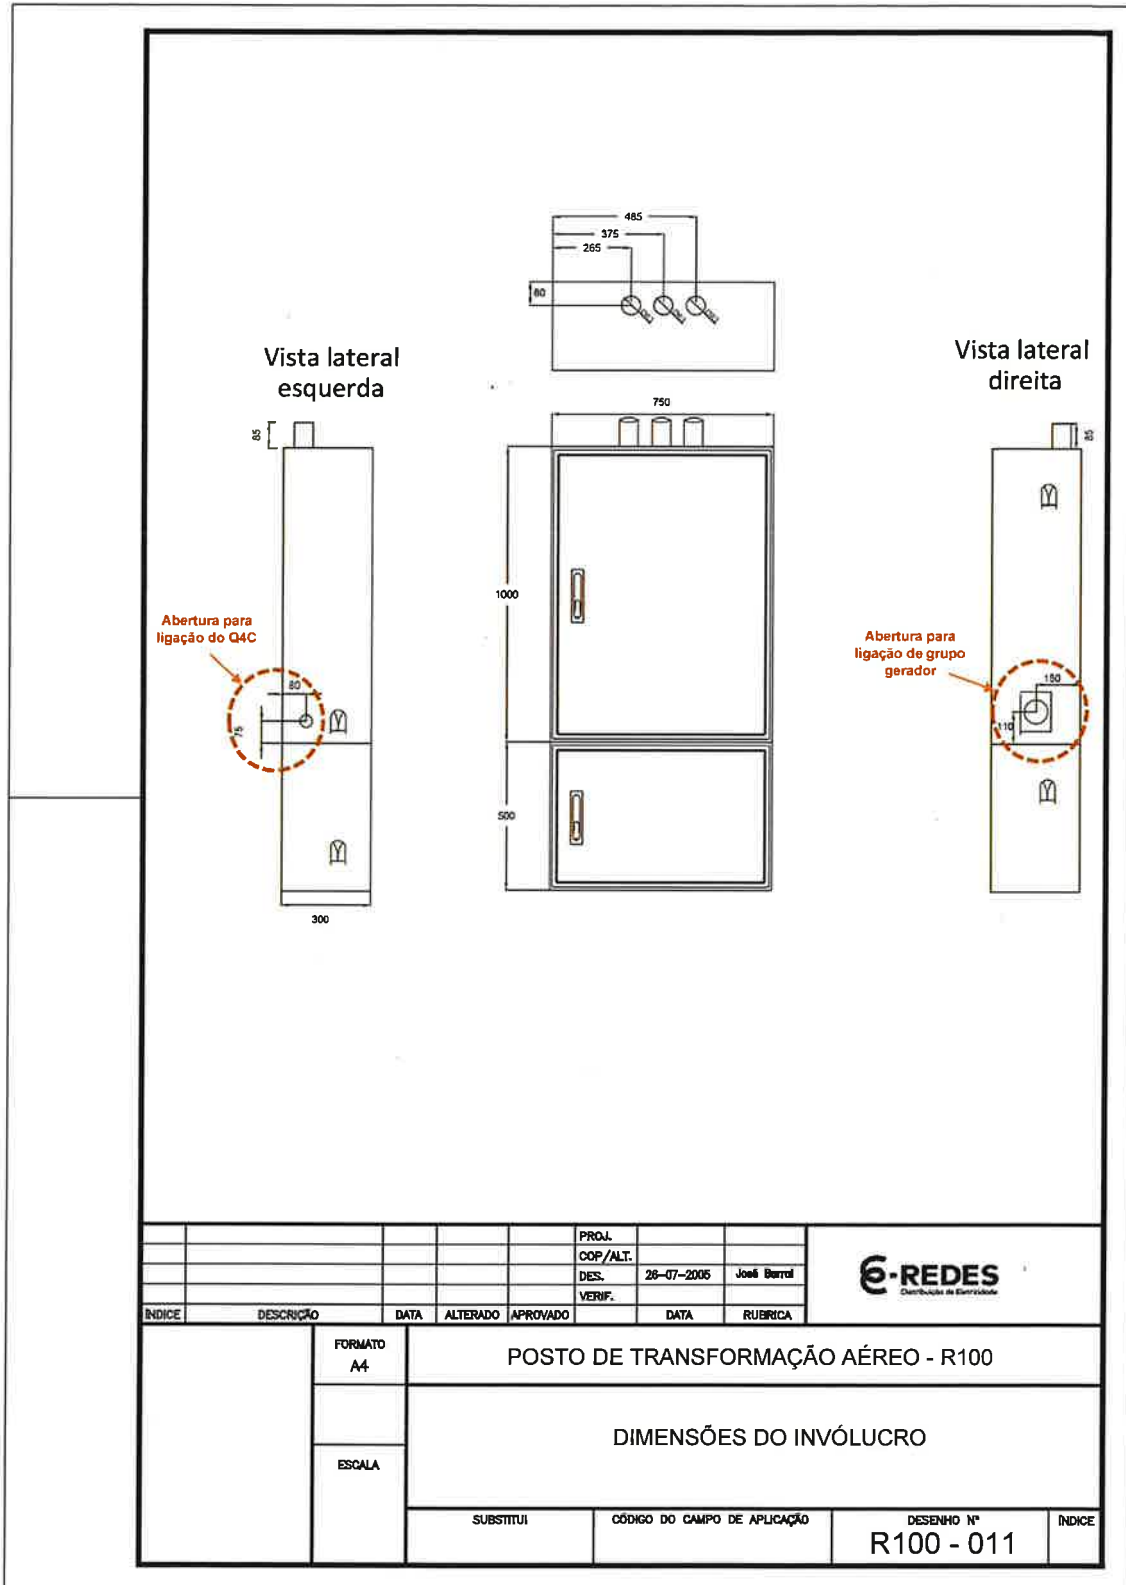 485
375
265
80
Vista lateral
esquerda
Vista lateral
direita
750
85
85
1000
Abertura para
ligação do Q4C
Abertura para
ligação de grupo
gerador
80
75
150
110
500
300
PROJ.
COP/ALT.
DES. 26-07-2005 José Barral
VERIF.
ÍNDICE DESCRIÇÃO DATA ALTERADO APROVADO DATA RUBRICA
E-REDES
Distribuição de Eletricidade
FORMATO
A4
POSTO DE TRANSFORMAÇÃO AÉREO - R100
DIMENSÕES DO INVÓLUCRO
ESCALA
SUBSTITUI CÓDIGO DO CAMPO DE APLICAÇÃO DESENHO Nº ÍNDICE
R100 - 011